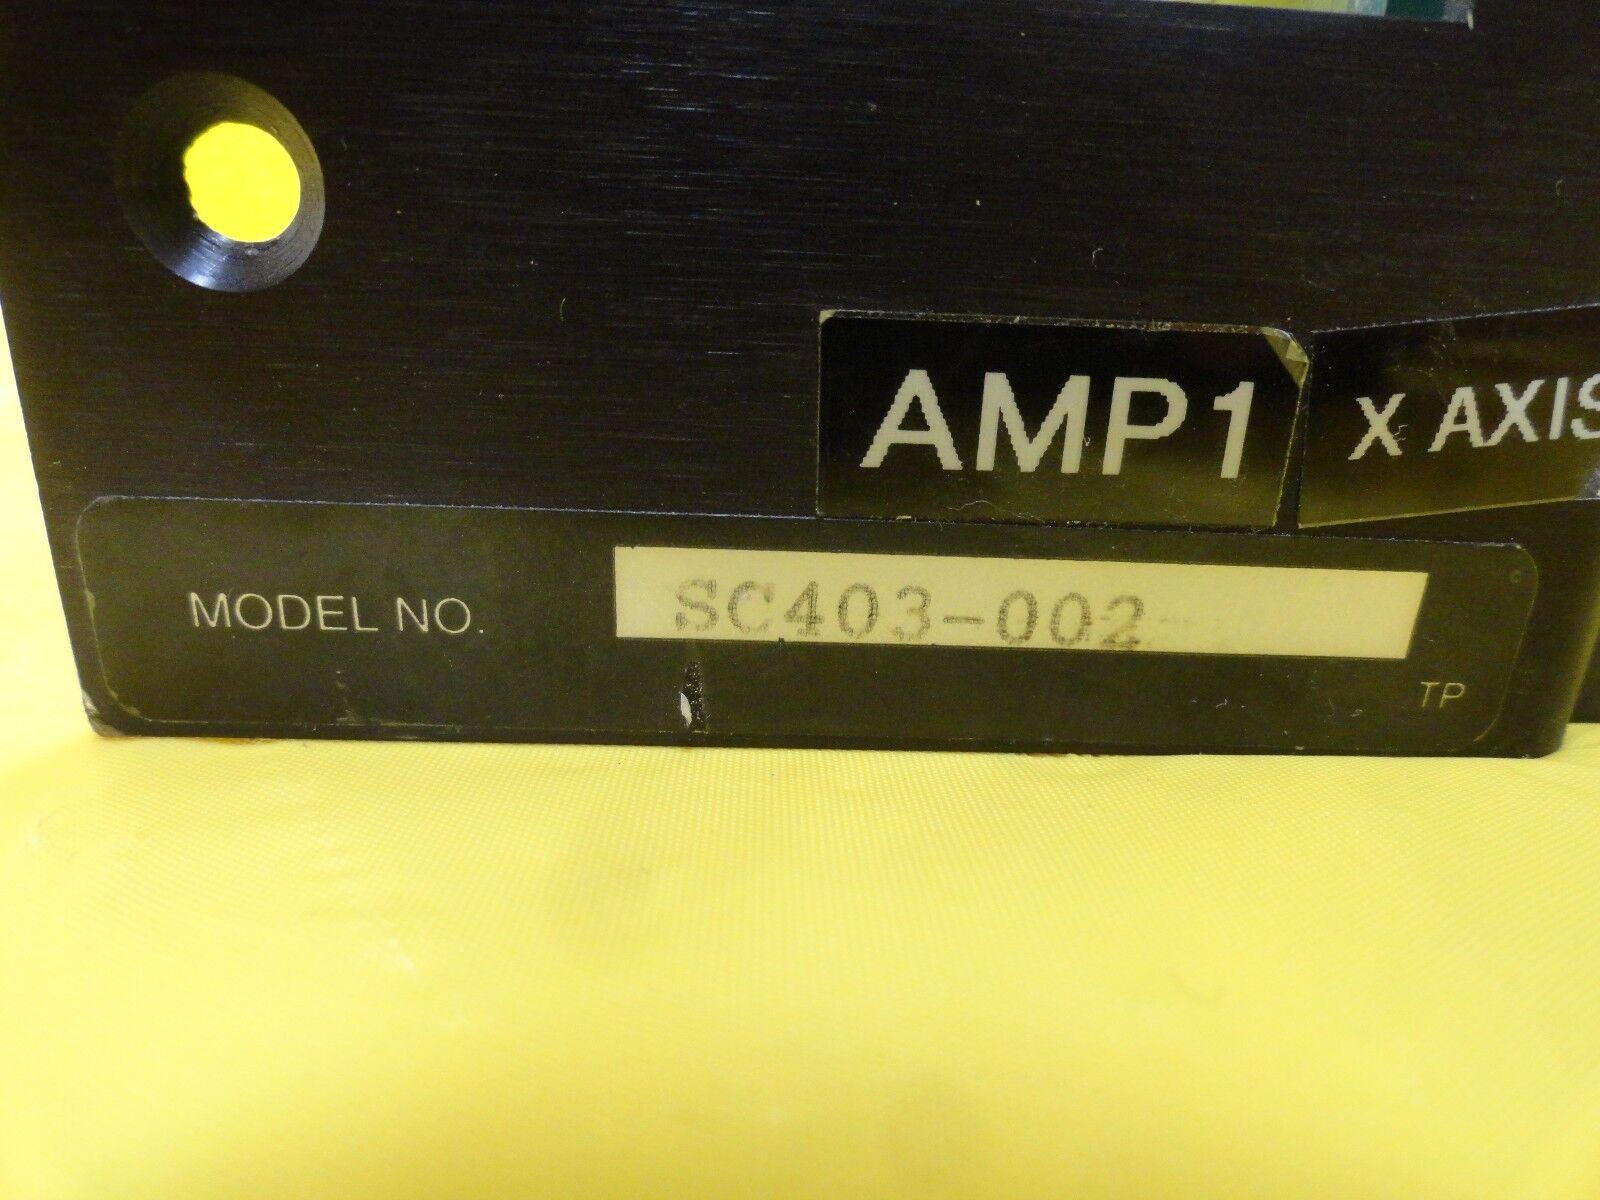 AMP1
X AXIS
MODEL NO. SC403-002
TP